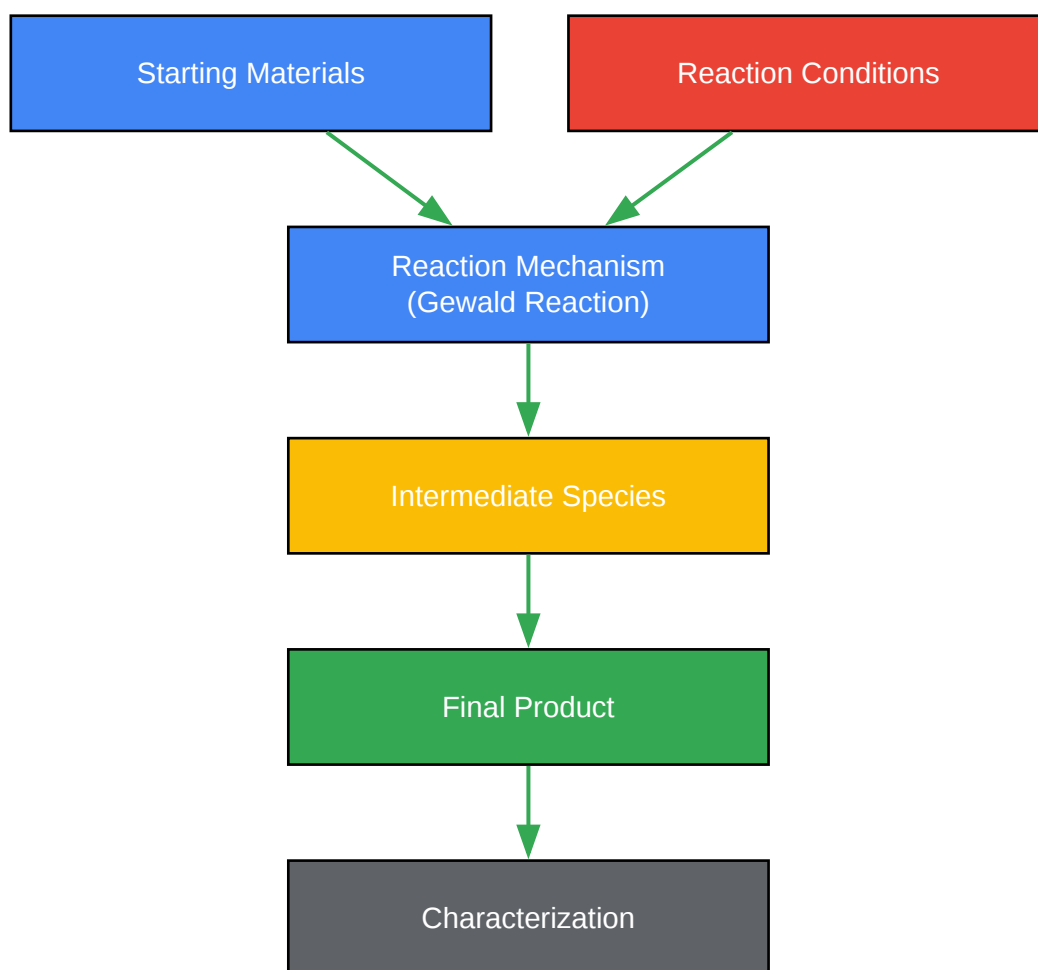 Starting Materials
Reaction Conditions
Reaction Mechanism
(Gewald Reaction)
Intermediate Species
Final Product
Characterization